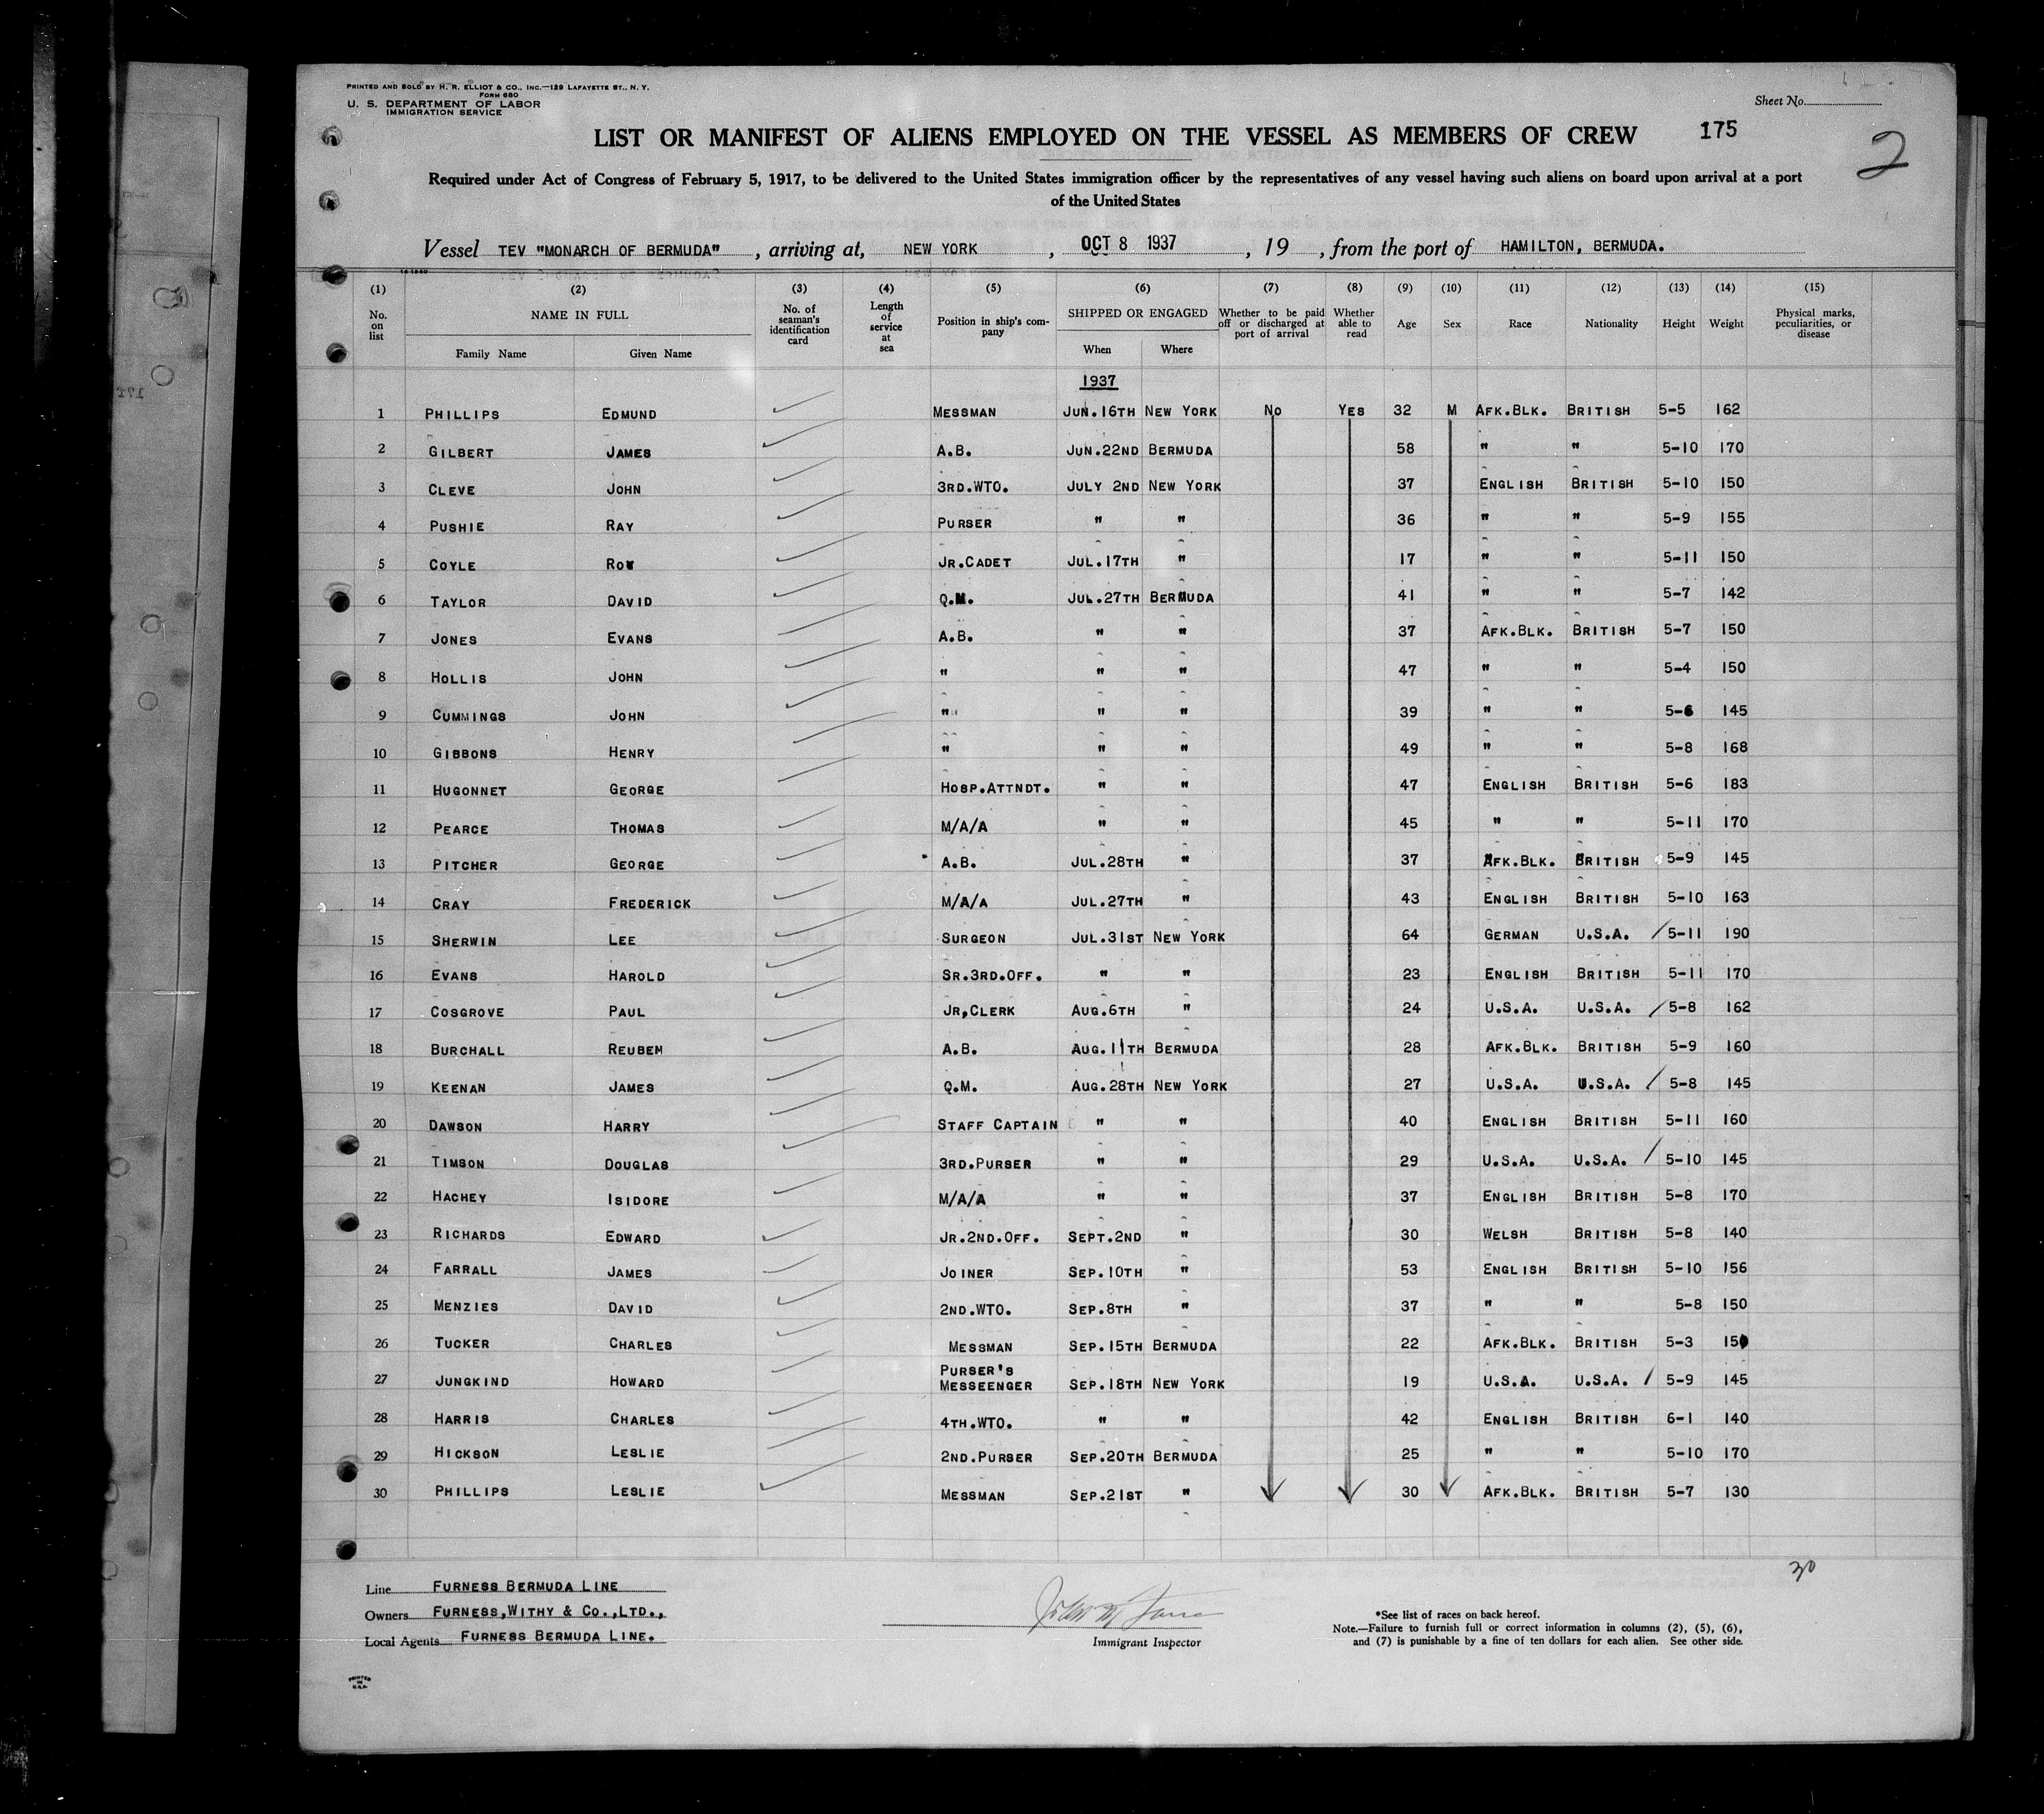 PRINTED AND SOLD BY H. R. ELLIOT & CO., INC.—129 LAFAYETTE ST., N. Y.
FORM 680
U. S. DEPARTMENT OF LABOR
IMMIGRATION SERVICE
Sheet No.
LIST OR MANIFEST OF ALIENS EMPLOYED ON THE VESSEL AS MEMBERS OF CREW 175
2
Required under Act of Congress of February 5, 1917, to be delivered to the United States immigration officer by the representatives of any vessel having such aliens on board upon arrival at a port
of the United States
Vessel TEV "MONARCH OF BERMUDA", arriving at, NEW YORK, OCT 8 1937, 19 , from the port of HAMILTON, BERMUDA.
(1) (2) (3) (4) (5) (6) (7) (8) (9) (10) (11) (12) (13) (14) (15)
No. on list NAME IN FULL Family Name Given Name No. of seaman's identification card Length of service at sea Position in ship's company SHIPPED OR ENGAGED When Where Whether to be paid off or discharged at port of arrival Whether able to read Age Sex Race Nationality Height Weight Physical marks, peculiarities, or disease
1937
1 PHILLIPS EDMUND MESSMAN JUN.16TH NEW YORK NO YES 32 M AFK.BLK. BRITISH 5-5 162
2 GILBERT JAMES A.B. JUN.22ND BERMUDA 58 " " 5-10 170
3 CLEVE JOHN 3RD.WTO. JULY 2ND NEW YORK 37 ENGLISH BRITISH 5-10 150
4 PUSHIE RAY PURSER " " 36 " " 5-9 155
5 COYLE ROY JR.CADET JUL.17TH " 17 " " 5-11 150
6 TAYLOR DAVID Q.M. JUL.27TH BERMUDA 41 " " 5-7 142
7 JONES EVANS A.B. " " 37 AFK.BLK. BRITISH 5-7 150
8 HOLLIS JOHN " " " 47 " " 5-4 150
9 CUMMINGS JOHN " " " 39 " " 5-6 145
10 GIBBONS HENRY " " " 49 " " 5-8 168
11 HUGONNET GEORGE HOSP.ATTNDT. " " 47 ENGLISH BRITISH 5-6 183
12 PEARCE THOMAS M/A/A " " 45 " " 5-11 170
13 PITCHER GEORGE A.B. JUL.28TH " 37 AFK.BLK. BRITISH 5-9 145
14 CRAY FREDERICK M/A/A JUL.27TH " 43 ENGLISH BRITISH 5-10 163
15 SHERWIN LEE SURGEON JUL.31ST NEW YORK 64 GERMAN U.S.A. / 5-11 190
16 EVANS HAROLD SR.3RD.OFF. " " 23 ENGLISH BRITISH 5-11 170
17 COSGROVE PAUL JR,CLERK AUG.6TH " 24 U.S.A. U.S.A. / 5-8 162
18 BURCHALL REUBEN A.B. AUG.11TH BERMUDA 28 AFK.BLK. BRITISH 5-9 160
19 KEENAN JAMES Q.M. AUG.28TH NEW YORK 27 U.S.A. U.S.A. / 5-8 145
20 DAWSON HARRY STAFF CAPTAIN " " 40 ENGLISH BRITISH 5-11 160
21 TIMSON DOUGLAS 3RD.PURSER " " 29 U.S.A. U.S.A. / 5-10 145
22 HACHEY ISIDORE M/A/A " " 37 ENGLISH BRITISH 5-8 170
23 RICHARDS EDWARD JR.2ND.OFF. SEPT.2ND " 30 WELSH BRITISH 5-8 140
24 FARRALL JAMES JOINER SEP.10TH " 53 ENGLISH BRITISH 5-10 156
25 MENZIES DAVID 2ND.WTO. SEP.8TH " 37 " " 5-8 150
26 TUCKER CHARLES MESSMAN SEP.15TH BERMUDA 22 AFK.BLK. BRITISH 5-3 150
27 JUNGKIND HOWARD PURSER'S MESSEENGER SEP.18TH NEW YORK 19 U.S.A. U.S.A. / 5-9 145
28 HARRIS CHARLES 4TH.WTO. " " 42 ENGLISH BRITISH 6-1 140
29 HICKSON LESLIE 2ND.PURSER SEP.20TH BERMUDA 25 " " 5-10 170
30 PHILLIPS LESLIE MESSMAN SEP.21ST " 30 AFK.BLK. BRITISH 5-7 130
30
Line FURNESS BERMUDA LINE
Owners FURNESS,WITHY & CO.,LTD.,
Local Agents FURNESS BERMUDA LINE.
Immigrant Inspector
*See list of races on back hereof.
Note.—Failure to furnish full or correct information in columns (2), (5), (6),
and (7) is punishable by a fine of ten dollars for each alien. See other side.
PRINTED
IN
U.S.A.